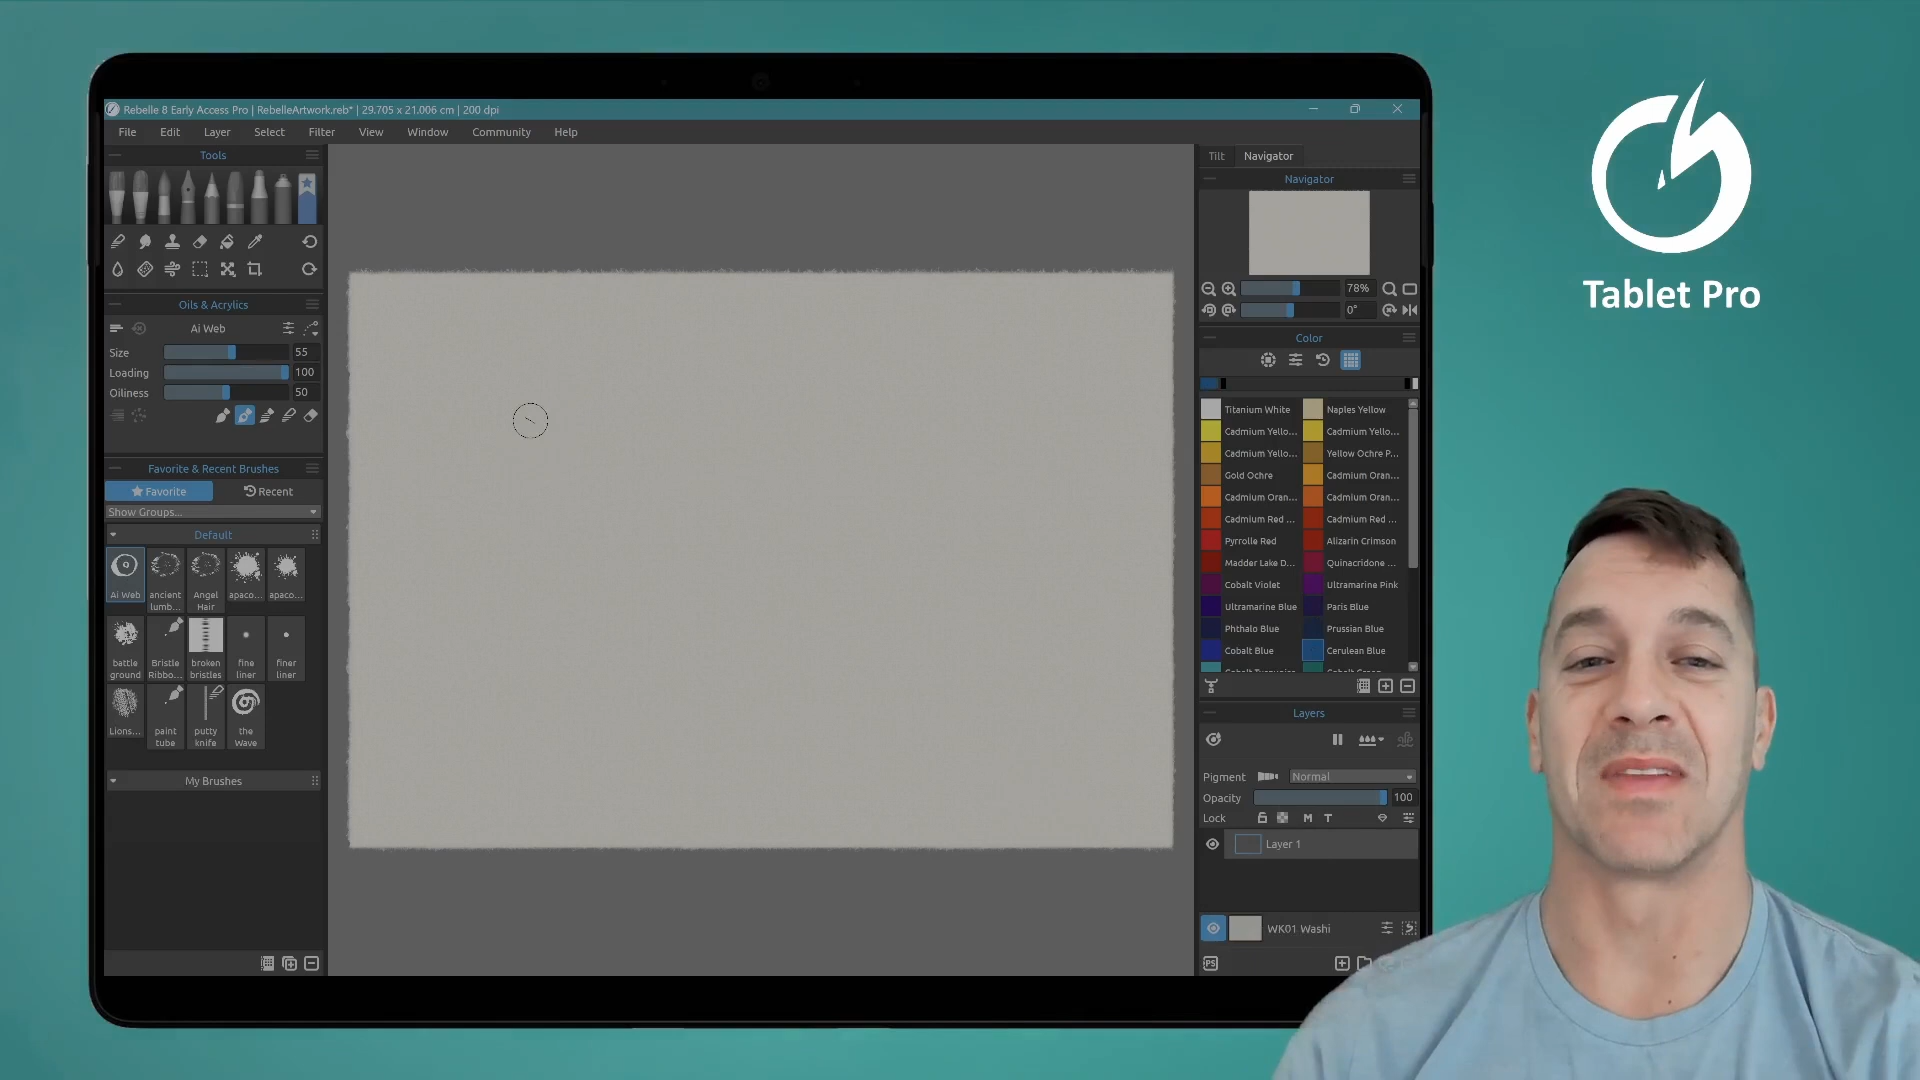 Rebelle 8 Early Access Pro | RebelleArtwork.reb* | 29.705 x 21.006 cm | 200 dpi
File Edit Layer Select Filter View Window Community Help
Tools
Oils & Acrylics
Ai Web
Size 55
Loading 100
Oiliness 50
Favorite & Recent Brushes
Favorite Recent
Show Groups...
Default
Ai Web
ancient lumb...
Angel Hair
apaco...
apaco...
battle ground
Bristle Ribbo...
broken bristles
fine liner
finer liner
Lions...
paint tube
putty knife
the Wave
My Brushes
Tilt Navigator
Navigator
78%
0°
Color
Titanium White Naples Yellow
Cadmium Yello... Cadmium Yello...
Cadmium Yello... Yellow Ochre P...
Gold Ochre Cadmium Oran...
Cadmium Oran... Cadmium Oran...
Cadmium Red ... Cadmium Red ...
Pyrrolle Red Alizarin Crimson
Madder Lake D... Quinacridone ...
Cobalt Violet Ultramarine Pink
Ultramarine Blue Paris Blue
Phthalo Blue Prussian Blue
Cobalt Blue Cerulean Blue
Layers
Pigment Normal
Opacity 100
Lock M T
Layer 1
WK01 Washi
PS
Tablet Pro